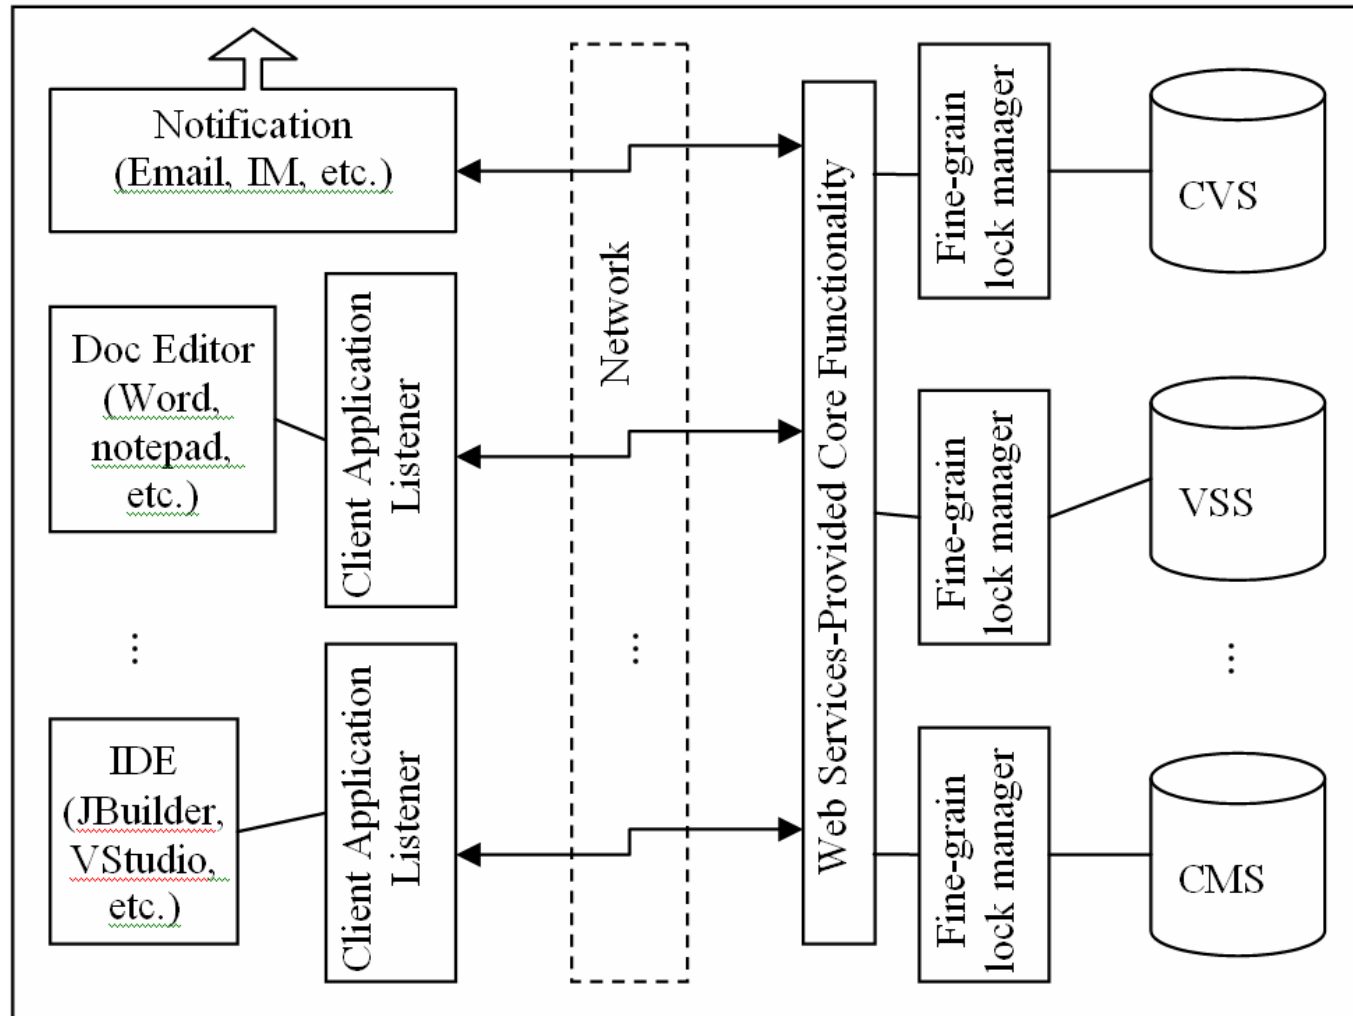 Notification
(Email, IM, etc.)
Doc Editor
(Word,
notepad,
etc.)
Client Application
Listener
...
IDE
(JBuilder,
VStudio,
etc.)
Client Application
Listener
Network
...
Web Services-Provided Core Functionality
Fine-grain
lock manager
CVS
Fine-grain
lock manager
VSS
...
Fine-grain
lock manager
CMS